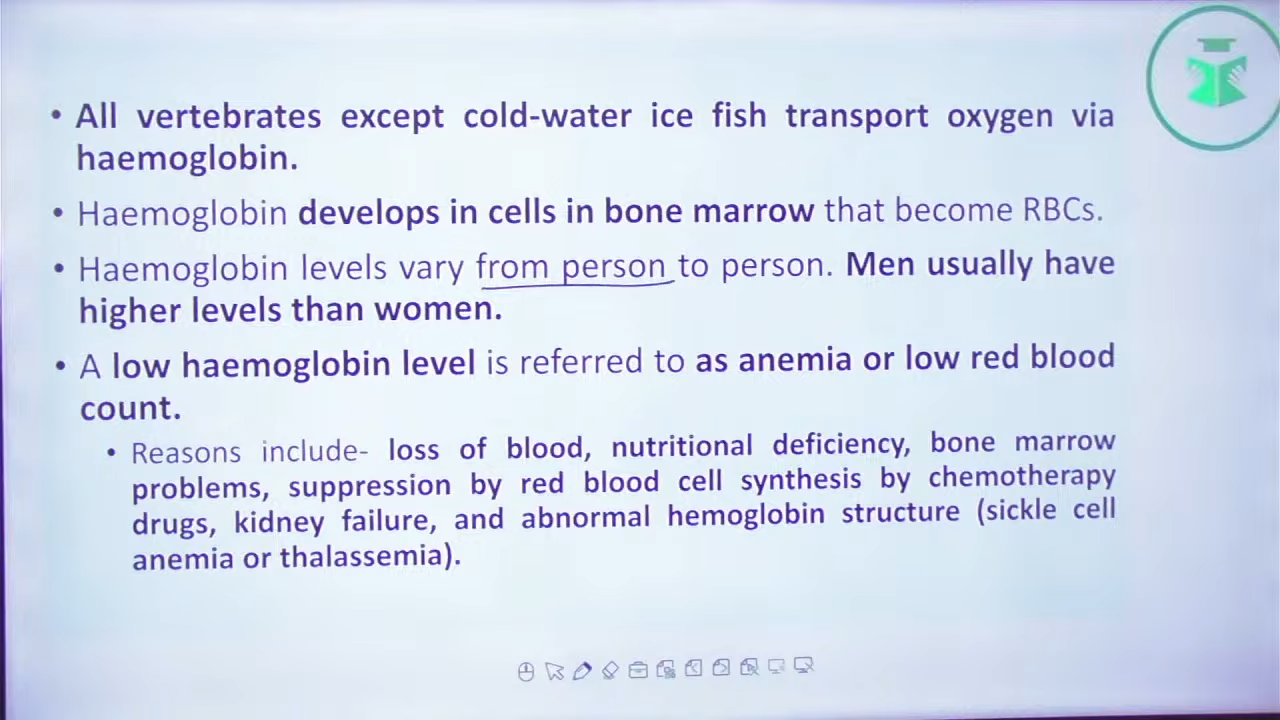 • All vertebrates except cold-water ice fish transport oxygen via
haemoglobin.
• Haemoglobin develops in cells in bone marrow that become RBCs.
• Haemoglobin levels vary from person to person. Men usually have
higher levels than women.
• A low haemoglobin level is referred to as anemia or low red blood
count.
• Reasons include- loss of blood, nutritional deficiency, bone marrow
problems, suppression by red blood cell synthesis by chemotherapy
drugs, kidney failure, and abnormal hemoglobin structure (sickle cell
anemia or thalassemia).